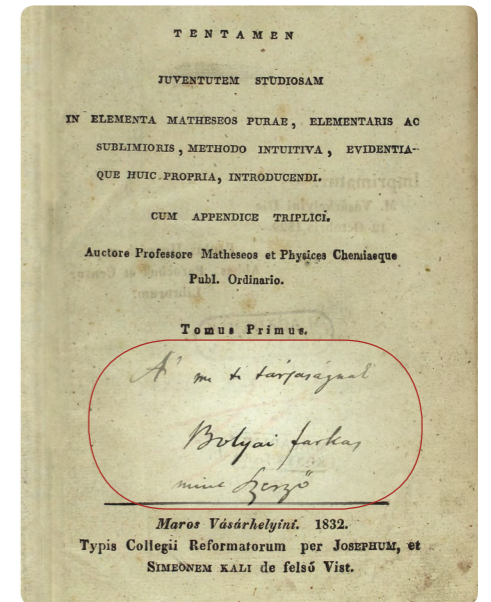 TENTAMEN
JUVENTUTEM STUDIOSAM
IN ELEMENTA MATHESEOS PURAE, ELEMENTARIS AC
SUBLIMIORIS, METHODO INTUITIVA, EVIDENTIA-
QUE HUIC PROPRIA, INTRODUCENDI.
CUM APPENDICE TRIPLICI.
Auctore Professore Matheseos et Physices Chemiaeque
Publ. Ordinario.
Tomus Primus.
A' m t társaságnak
Bolyai farkas
mint Szerző
Maros Vásárhelyini. 1832.
Typis Collegii Reformatorum per JOSEPHUM, et
SIMEONEM KALI de felső Vist.